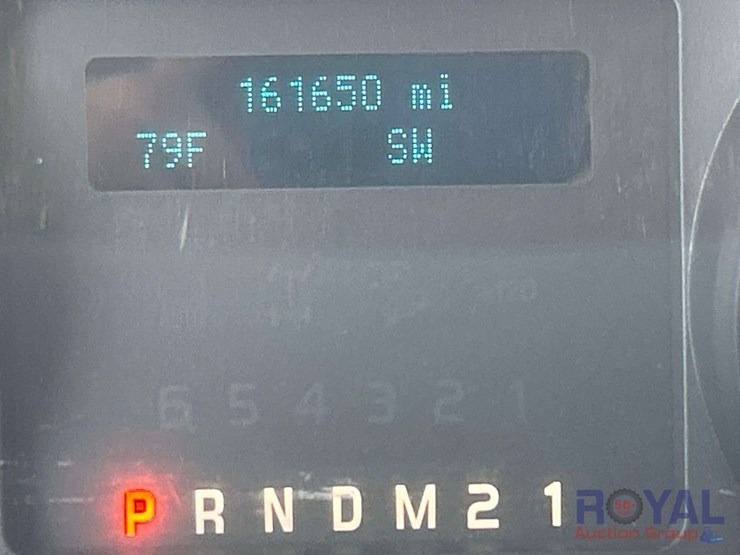 161650 mi
79F SW
6 5 4 3 2 1
P R N D M 2 1
ROYAL
Auction Group